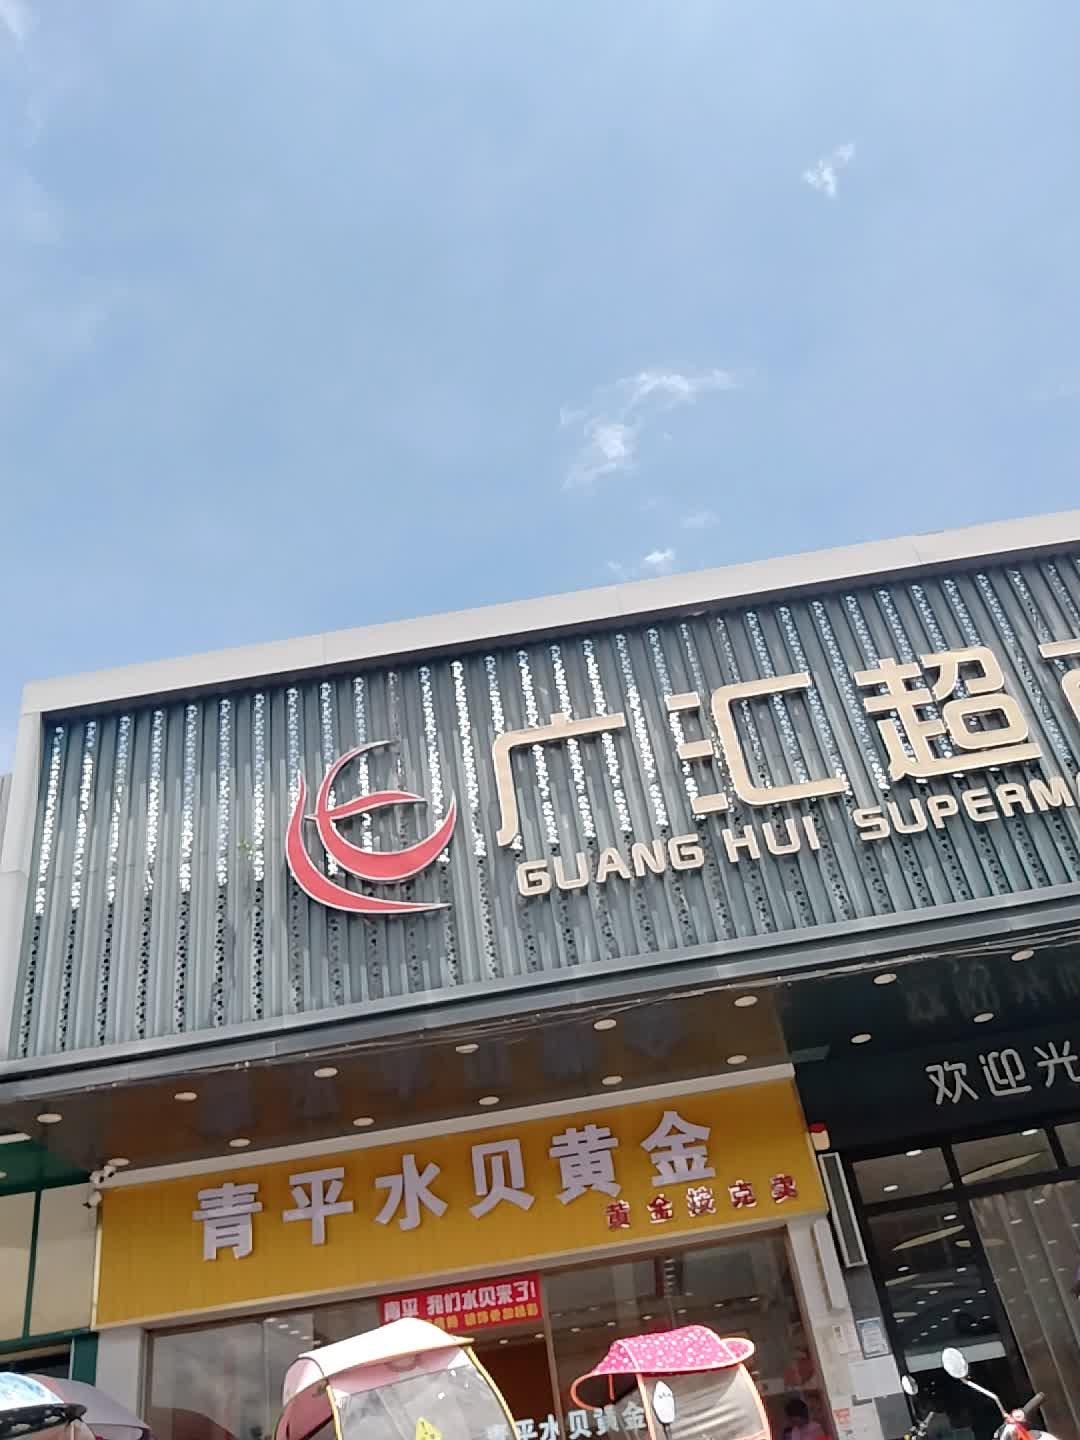 广汇超
GUANG HUI SUPERM
欢迎光
青平水贝黄金
黄金按克卖
青平 我们水贝来了!
青平水贝黄金